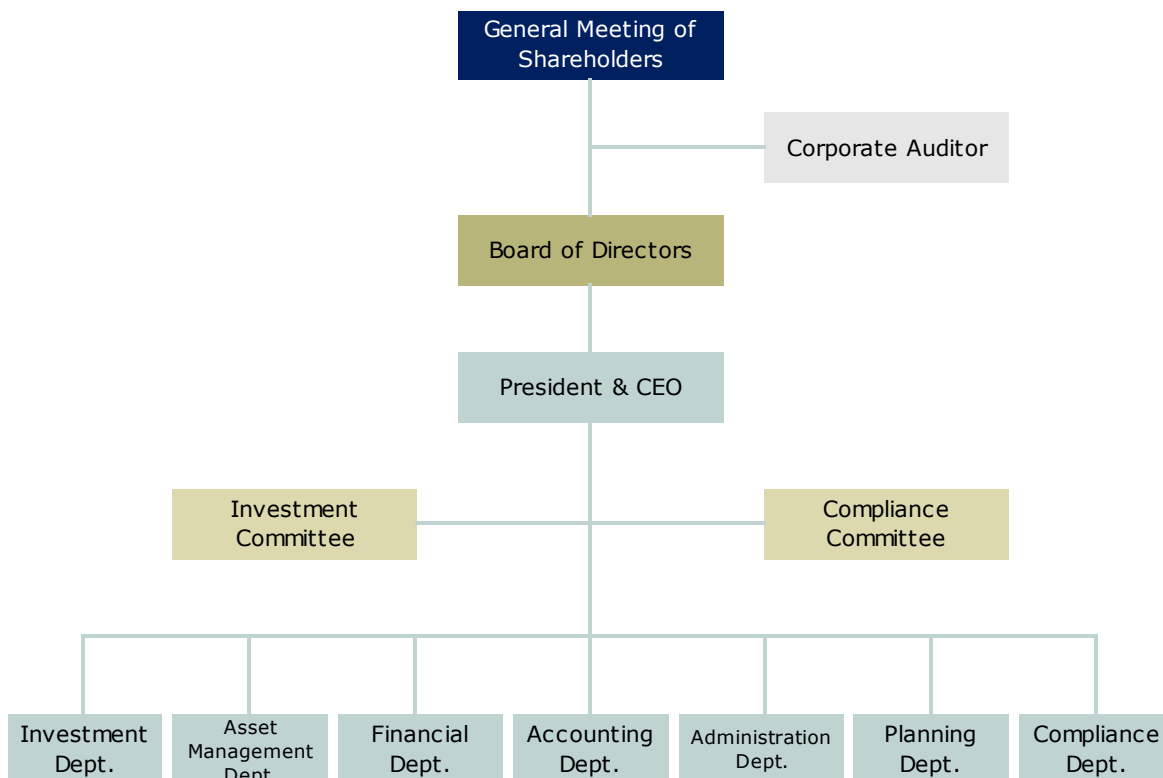 General Meeting of
Shareholders
Corporate Auditor
Board of Directors
President & CEO
Investment
Committee
Compliance
Committee
Investment
Dept.
Asset
Management
Dept.
Financial
Dept.
Accounting
Dept.
Administration
Dept.
Planning
Dept.
Compliance
Dept.